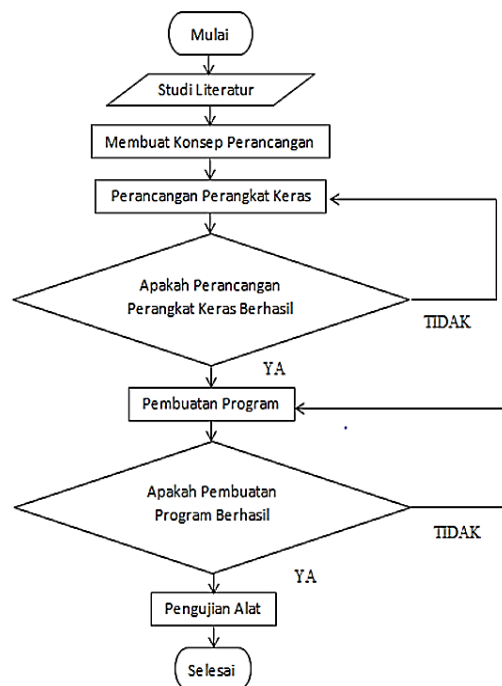 Mulai
Studi Literatur
Membuat Konsep Perancangan
Perancangan Perangkat Keras
Apakah Perancangan
Perangkat Keras Berhasil
TIDAK
YA
Pembuatan Program
Apakah Pembuatan
Program Berhasil
TIDAK
YA
Pengujian Alat
Selesai